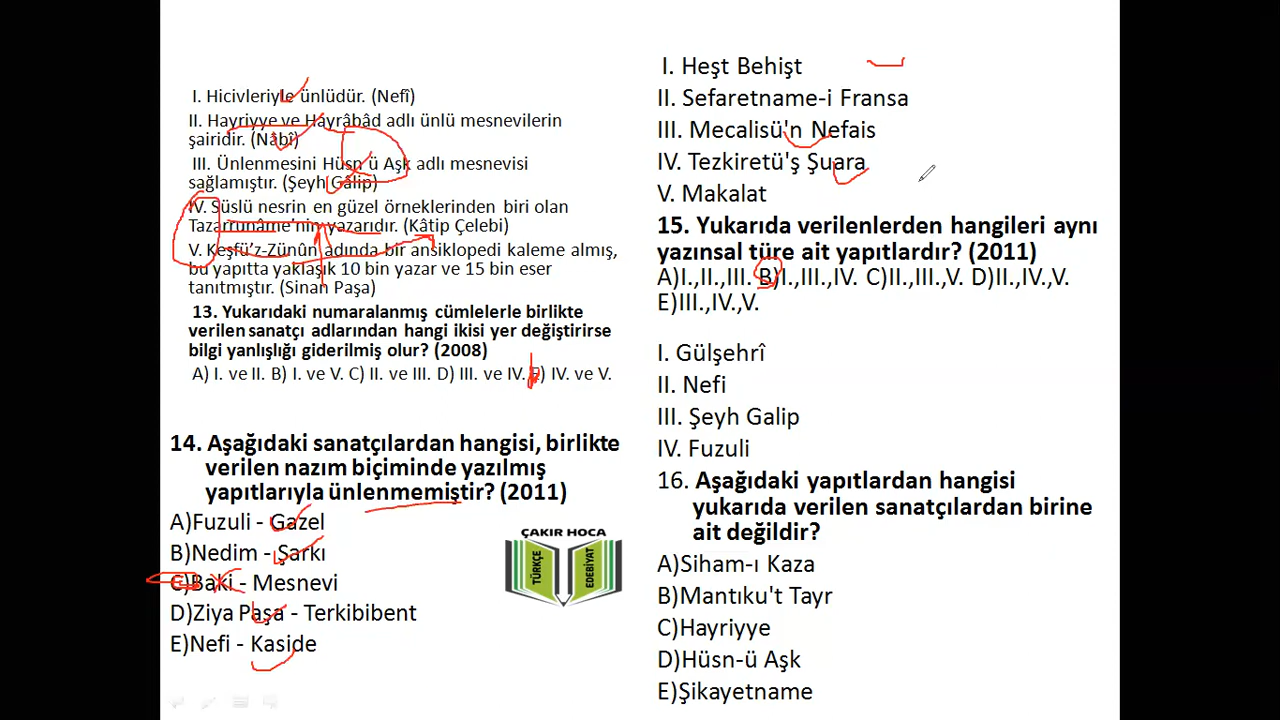 I. Hicivleriyle ünlüdür. (Nefî)
II. Hayriyye ve Hayrâbâd adlı ünlü mesnevilerin
şairidir. (Nâbî)
III. Ünlenmesini Hüsn ü Aşk adlı mesnevisi
sağlamıştır. (Şeyh Gâlip)
IV. Süslü nesrin en güzel örneklerinden biri olan
Tazarrunâme'nin yazarıdır. (Kâtip Çelebi)
V. Keşfü'z-Zünûn adında bir ansiklopedi kaleme almış,
bu yapıtta yaklaşık 10 bin yazar ve 15 bin eser
tanıtmıştır. (Sinan Paşa)
13. Yukarıdaki numaralanmış cümlelerle birlikte
verilen sanatçı adlarından hangi ikisi yer değiştirirse
bilgi yanlışlığı giderilmiş olur? (2008)
A) I. ve II. B) I. ve V. C) II. ve III. D) III. ve IV. E) IV. ve V.
14. Aşağıdaki sanatçılardan hangisi, birlikte
verilen nazım biçiminde yazılmış
yapıtlarıyla ünlenmemiştir? (2011)
A)Fuzuli - Gazel
B)Nedim - Şarkı
C)Baki - Mesnevi
D)Ziya Paşa - Terkibibent
E)Nefi - Kaside
ÇAKIR HOCA
TÜRKÇE
EDEBİYAT
I. Heşt Behişt
II. Sefaretname-i Fransa
III. Mecalisü'n Nefais
IV. Tezkiretü'ş Şuara
V. Makalat
15. Yukarıda verilenlerden hangileri aynı
yazınsal türe ait yapıtlardır? (2011)
A)I.,II.,III. B)I.,III.,IV. C)II.,III.,V. D)II.,IV.,V.
E)III.,IV.,V.
I. Gülşehrî
II. Nefi
III. Şeyh Galip
IV. Fuzuli
16. Aşağıdaki yapıtlardan hangisi
yukarıda verilen sanatçılardan birine
ait değildir?
A)Siham-ı Kaza
B)Mantıku't Tayr
C)Hayriyye
D)Hüsn-ü Aşk
E)Şikayetname